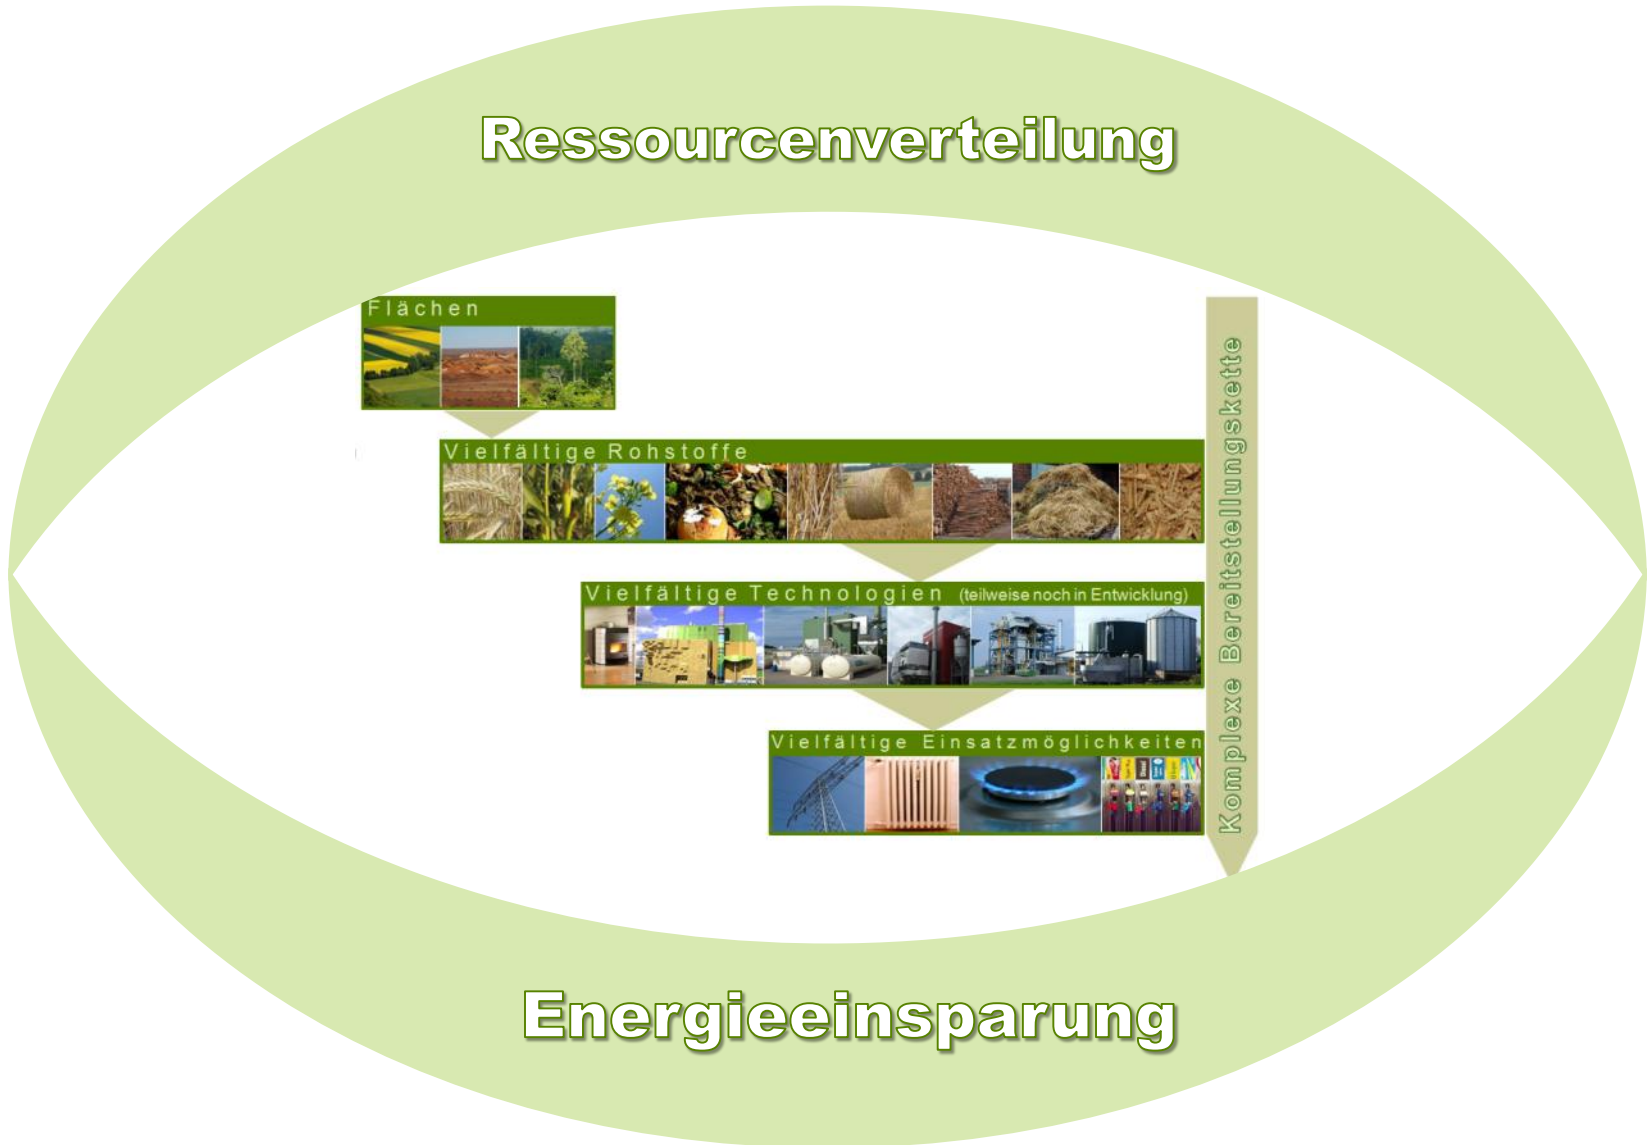 Ressourcenverteilung
Flächen
Vielfältige Rohstoffe
Vielfältige Technologien (teilweise noch in Entwicklung)
Vielfältige Einsatzmöglichkeiten
Komplexe Bereitstellungskette
Energieeinsparung